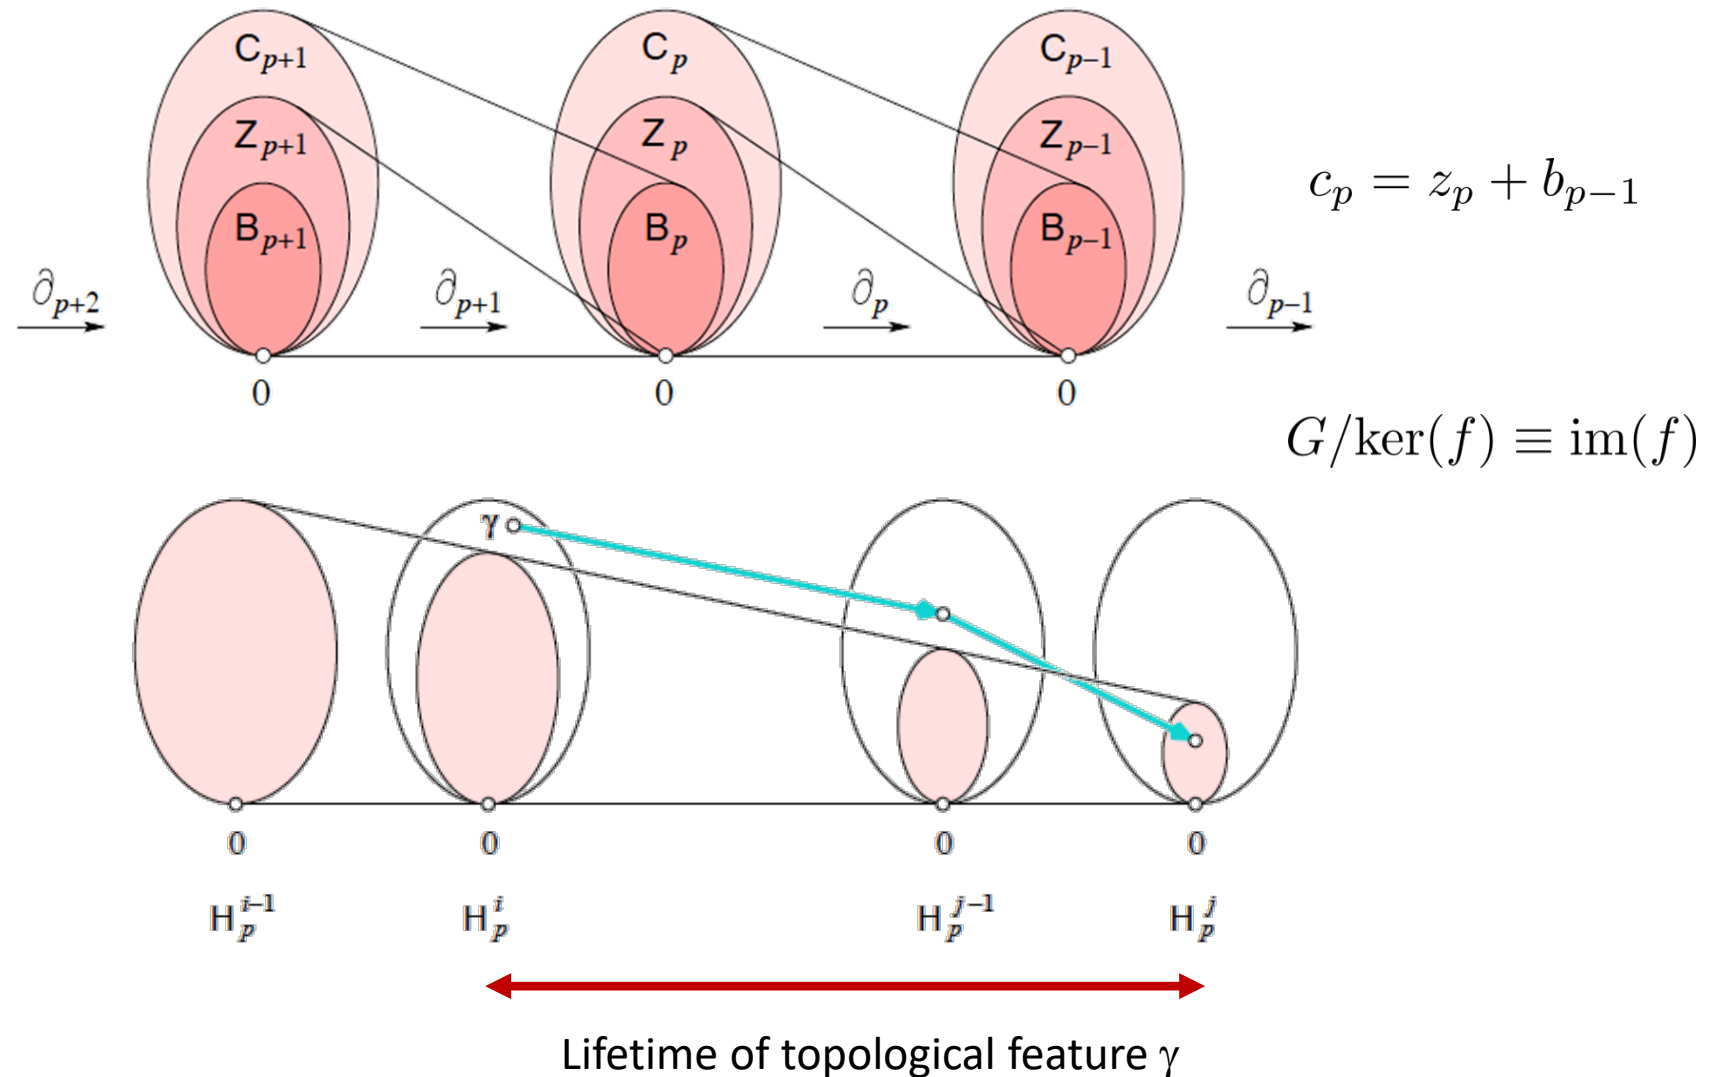 C_{p+1} C_p C_{p-1}
Z_{p+1} Z_p Z_{p-1}
c_p = z_p + b_{p-1}
B_{p+1} B_p B_{p-1}
∂_{p+2} ∂_{p+1} ∂_p ∂_{p-1}
0 0 0
G/ker(f) ≡ im(f)
γ
0 0 0 0
H_p^{i-1} H_p^i H_p^{j-1} H_p^j
Lifetime of topological feature γ